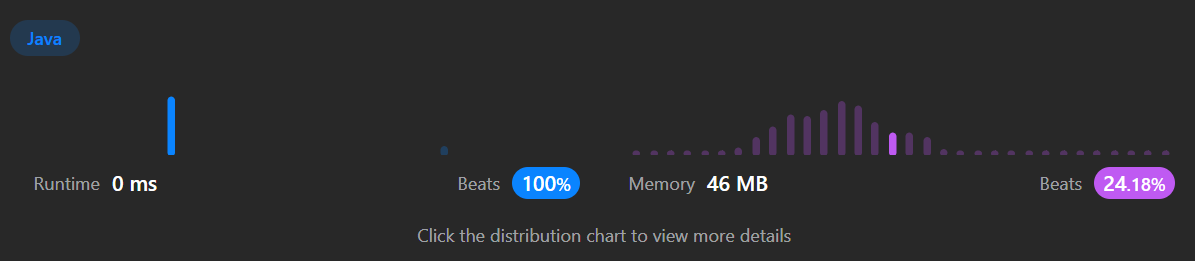 Java
Runtime 0 ms Beats 100% Memory 46 MB Beats 24.18%
Click the distribution chart to view more details